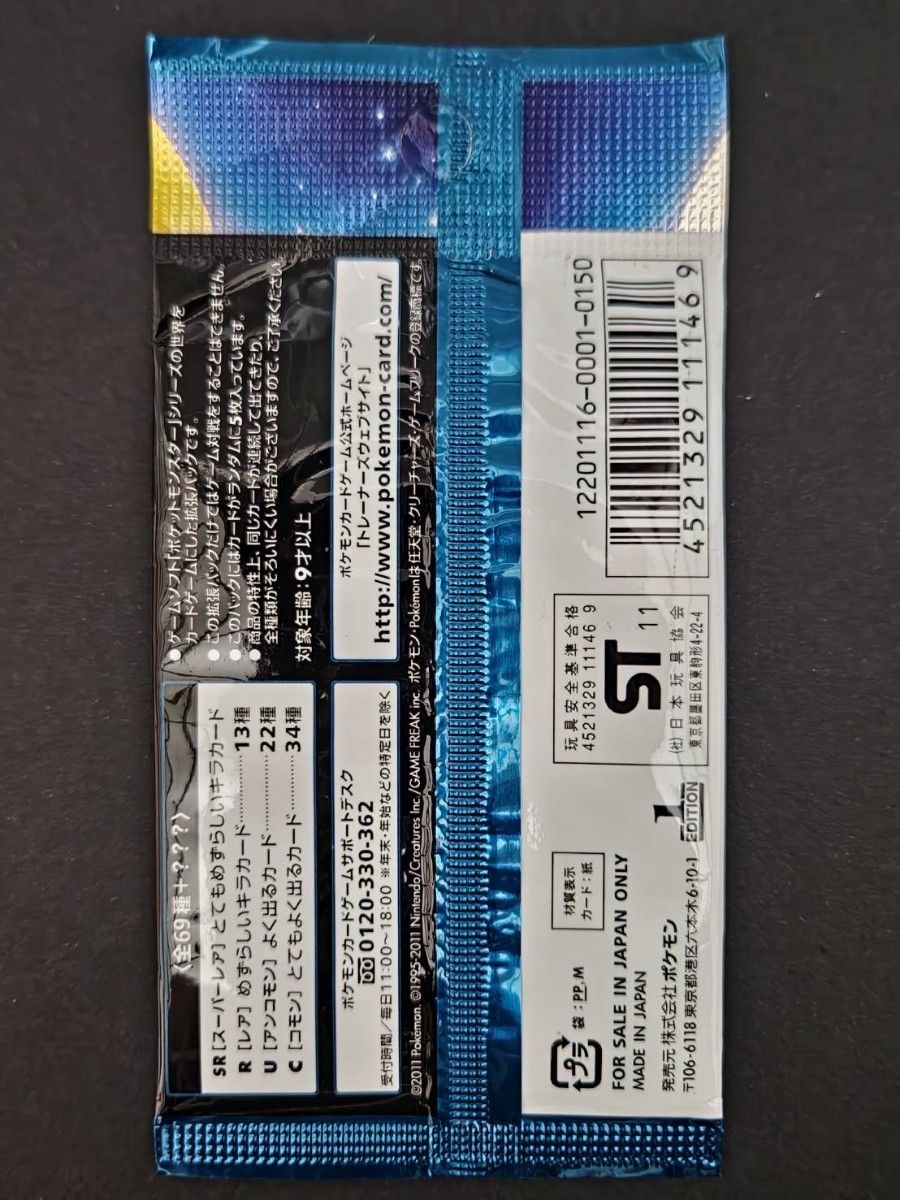 〈全69種+???〉
SR [スーパーレア] とてもめずらしいキラカード
R [レア] めずらしいキラカード…………13種
U [アンコモン] よく出るカード…………22種
C [コモン] とてもよく出るカード…………34種
●ゲームソフト『ポケットモンスター』シリーズの世界を
カードゲームにした拡張パックです。
●この拡張パックだけではゲーム対戦をすることはできません。
●このパックにはカードがランダムに5枚入っています。
●商品の特性上、同じカードが連続して出てきたり、
全種類がそろいにくい場合がございますので、ご了承ください。
対象年齢:9才以上
ポケモンカードゲームサポートデスク
0120-330-362
受付時間/毎日11:00~18:00 ※年末・年始などの特定日を除く
ポケモンカードゲーム公式ホームページ
「トレーナーズウェブサイト」
http://www.pokemon-card.com/
©2011 Pokémon. ©1995-2011 Nintendo/Creatures Inc./GAME FREAK inc. ポケモン・Pokémonは任天堂・クリーチャーズ・ゲームフリークの登録商標です。
プラ
袋:PP,M
材質表示
カード:紙
FOR SALE IN JAPAN ONLY
MADE IN JAPAN
発売元 株式会社ポケモン
〒106-6118 東京都港区六本木6-10-1
1
EDITION
玩具安全基準合格
4521329 11146 9
ST 11
(社)日本玩具協会
東京都墨田区東駒形4-22-4
12201116-0001-0150
4521329111469